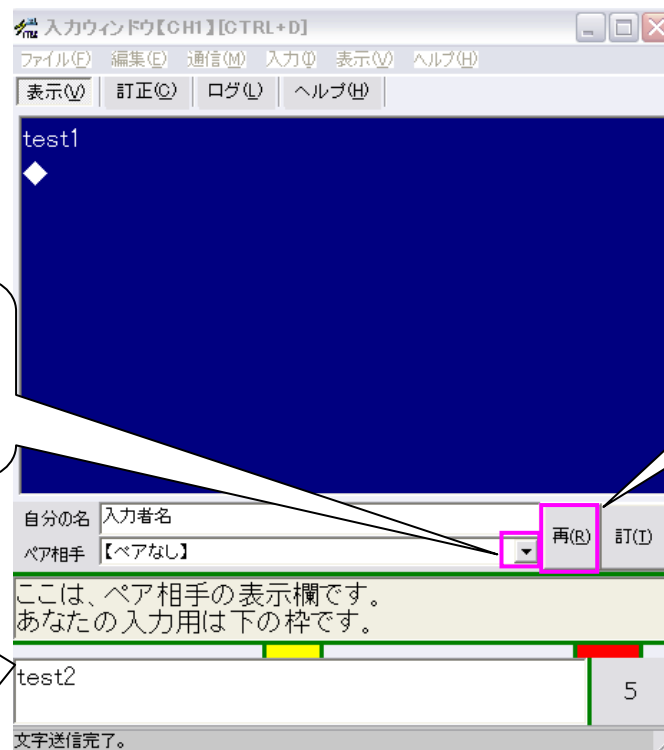 入力ウィンドウ【CH1】[CTRL+D]
ファイル(F) 編集(E) 通信(M) 入力(I) 表示(V) ヘルプ(H)
表示(V) 訂正(C) ログ(L) ヘルプ(H)
test1
◆
自分の名 入力者名
ペア相手 【ペアなし】
再(R) 訂(T)
ここは、ペア相手の表示欄です。
あなたの入力用は下の枠です。
test2
5
文字送信完了。